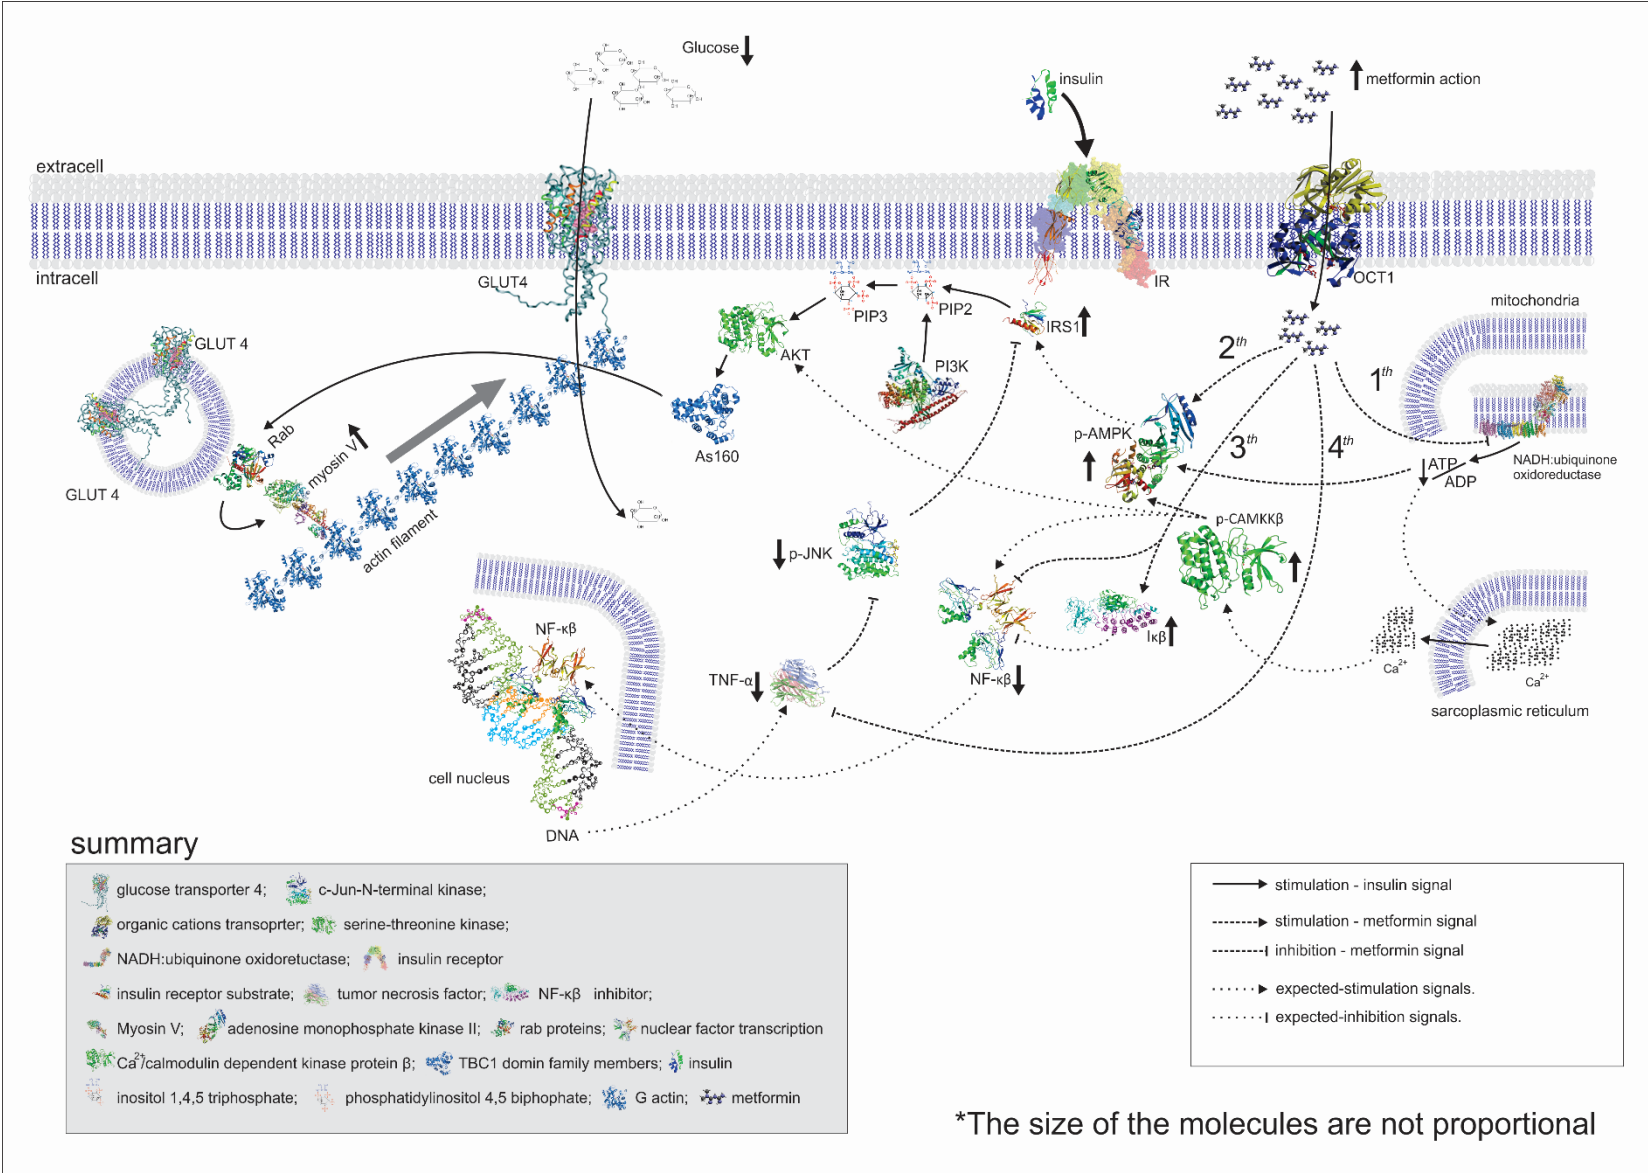 Glucose
insulin
metformin action
extracell
intracell
GLUT4
PIP3
PIP2
IRS1
IR
OCT1
mitochondria
GLUT 4
AKT
PI3K
2th
1th
p-AMPK
3th
4th
NADH:ubiquinone
oxidoreductase
ATP
ADP
As160
Rab
myosin V
GLUT 4
actin filament
p-CAMKKβ
p-JNK
NF-κβ
Iκβ
Ca2+
Ca2+
TNF-α
NF-κβ
sarcoplasmic reticulum
cell nucleus
DNA
summary
glucose transporter 4; c-Jun-N-terminal kinase;
organic cations transoprter; serine-threonine kinase;
NADH:ubiquinone oxidoretuctase; insulin receptor
insulin receptor substrate; tumor necrosis factor; NF-κβ inhibitor;
Myosin V; adenosine monophosphate kinase II; rab proteins; nuclear factor transcription
Ca2+/calmodulin dependent kinase protein β; TBC1 domin family members; insulin
inositol 1,4,5 triphosphate; phosphatidylinositol 4,5 biphophate; G actin; metformin
stimulation - insulin signal
stimulation - metformin signal
inhibition - metformin signal
expected-stimulation signals.
expected-inhibition signals.
*The size of the molecules are not proportional